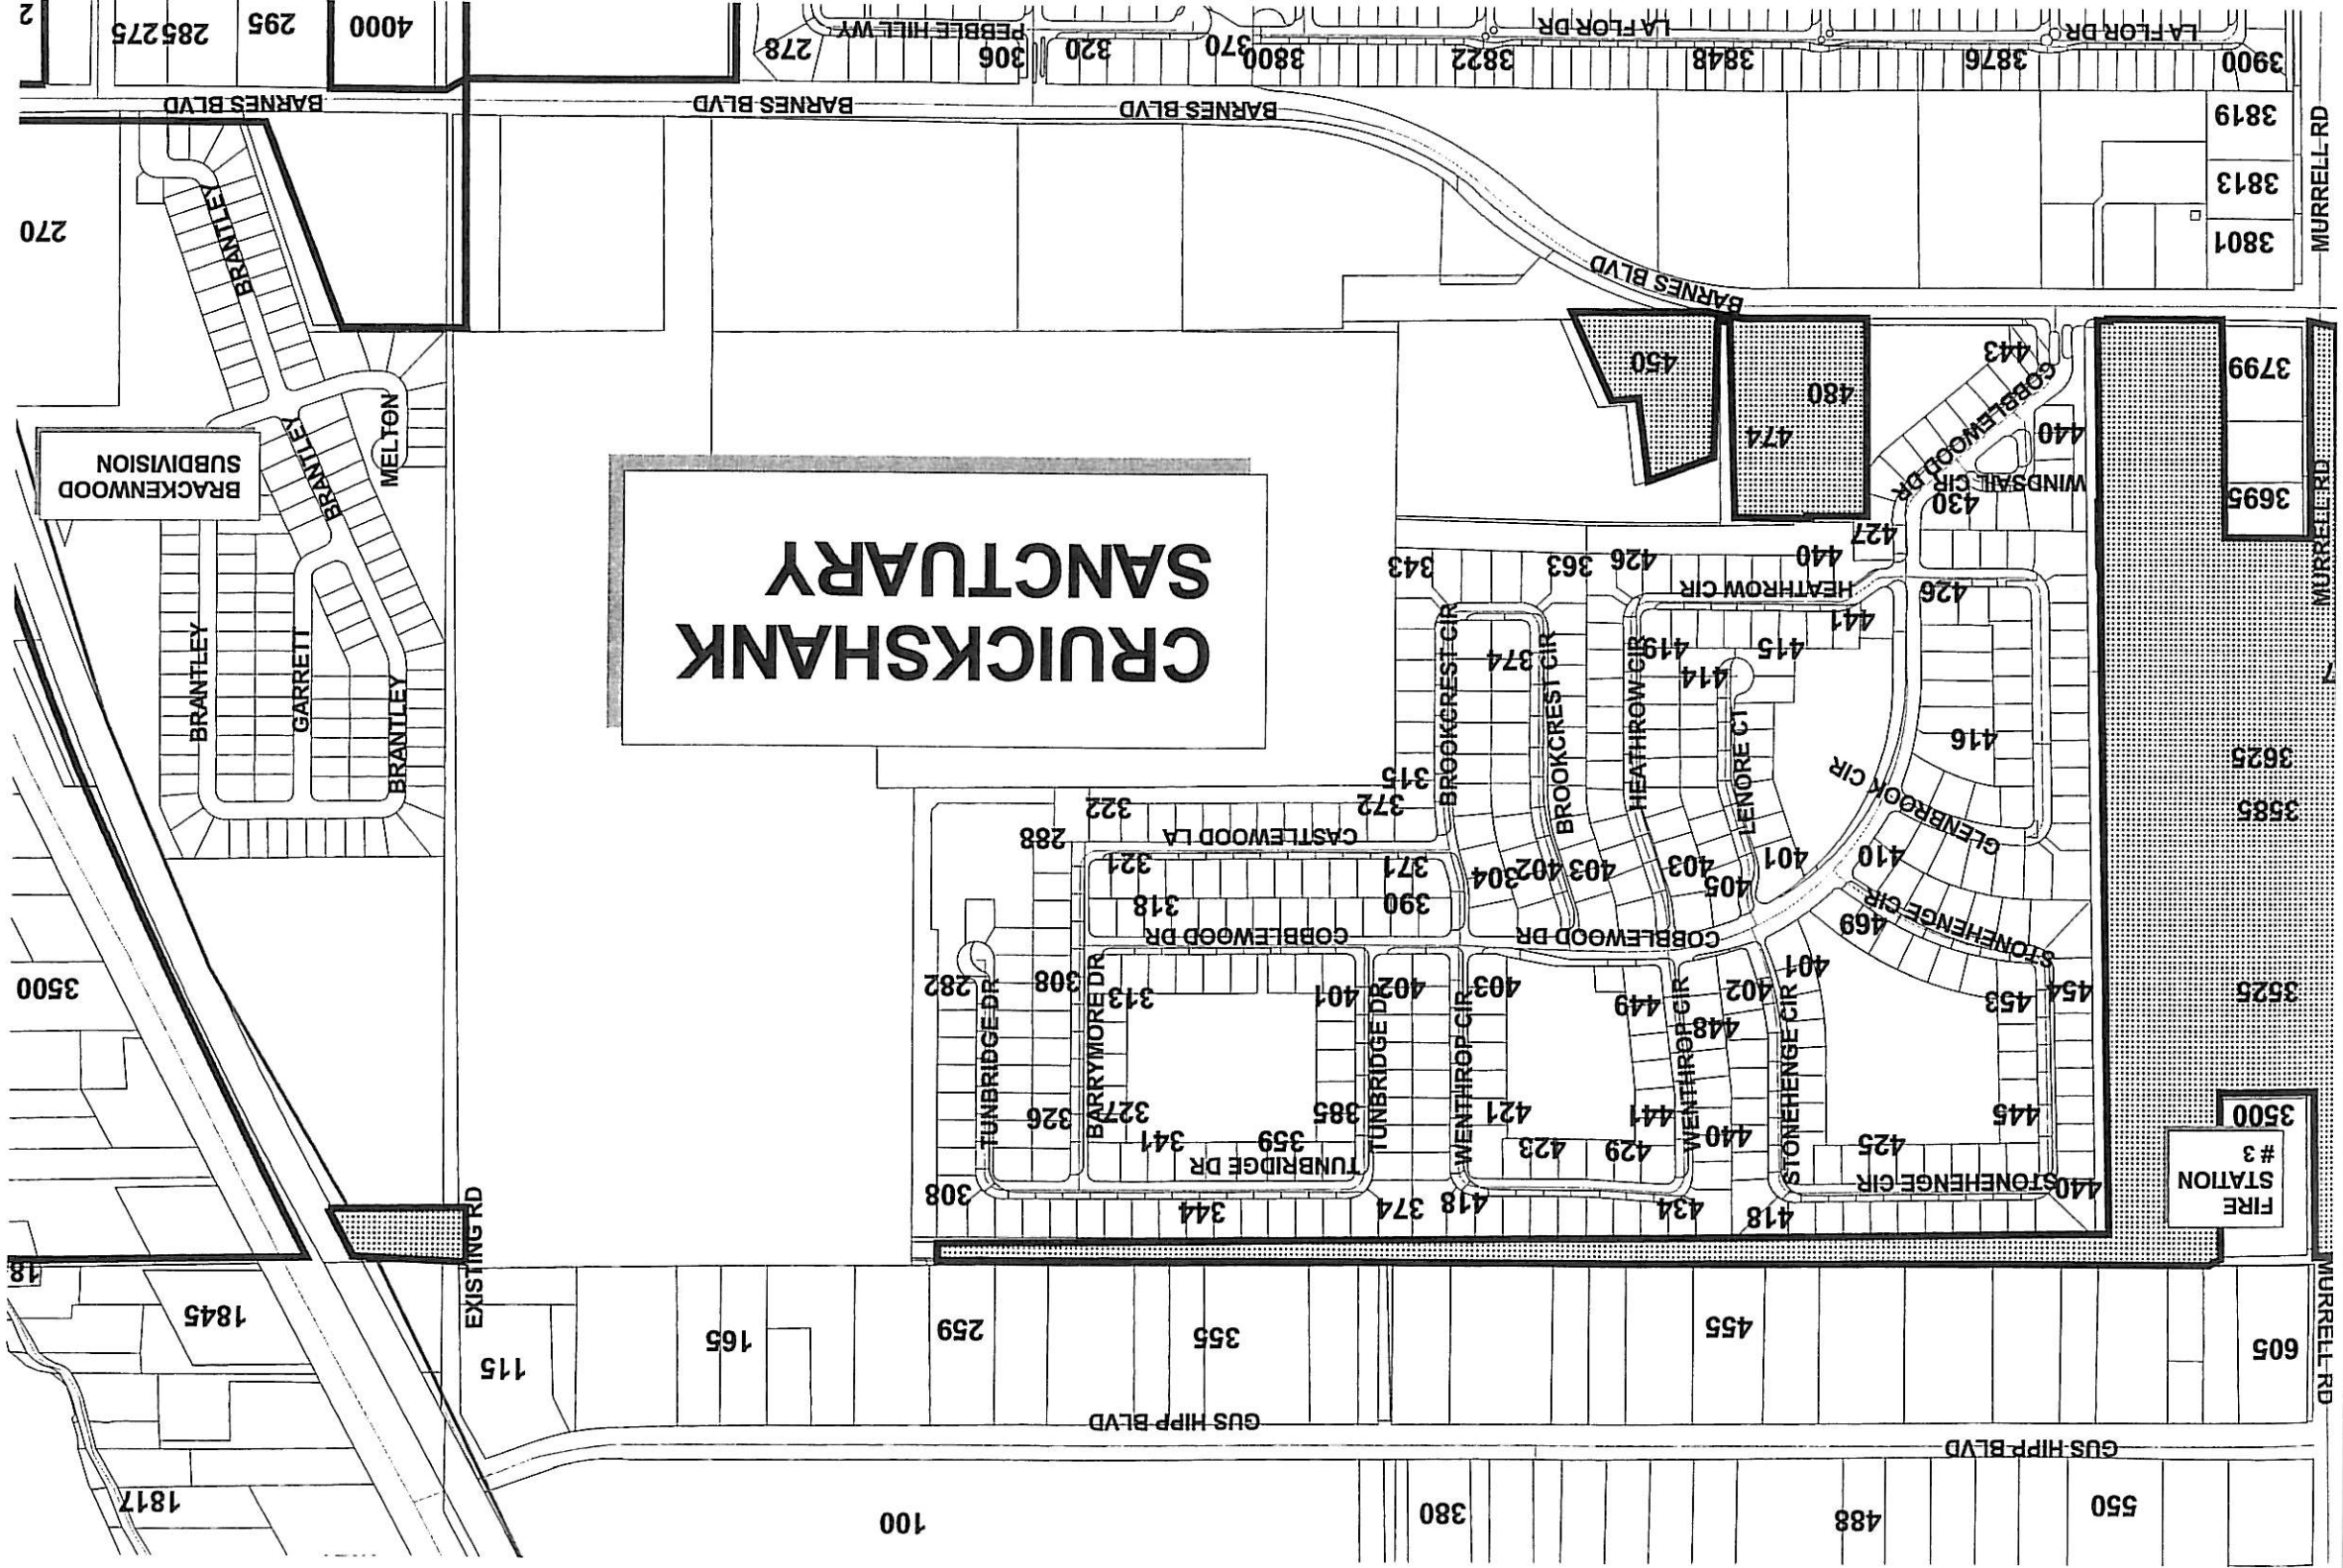 550
488
380
100
1817
GUS HIPP BLVD
GUS HIPP BLVD
605
455
355
259
165
115
1845
18
MURRELL RD
EXISTING RD
FIRE
STATION
# 3
3500
440
STONEHENGE CIR
425
445
418
434
418
374
344
308
STONEHENGE CIR
440
WENTHROP CIR
441
429
423
421
WENTHROP CIR
TUNBRIDGE DR
385
359
TUNBRIDGE DR
341
327
BARRYMORE DR
326
TUNBRIDGE DR
3525
454
453
STONEHENGE CIR
469
401
402
448
449
403
402
401
313
308
282
3500
COBBLEWOOD DR
COBBLEWOOD DR
390
318
371
321
288
410
401
405
403
403
402
304
GLENBROOK CIR
CASTLEWOOD LA
372
322
315
3585
3625
416
LENORE CT
HEATHROW CIR
BROOKCREST CIR
BROOKCREST CIR
414
415
419
374
441
426
HEATHROW CIR
440
426
363
343
427
CRUICKSHANK
SANCTUARY
BRANTLEY
GARRETT
BRANTLEY
BRACKENWOOD
SUBDIVISION
BRANTLEY
MELTON
MURRELL RD
3695
3799
430
WINDSAIL CIR
440
COBBLEWOOD DR
443
474
480
450
BARNES BLVD
BRANTLEY
270
3801
3813
3819
MURRELL RD
BARNES BLVD
BARNES BLVD
BARNES BLVD
3900
3876
3848
3822
3800
370
320
306
278
LA FLOR DR
LA FLOR DR
PEBBLE HILL WY
4000
295
285
275
2
7